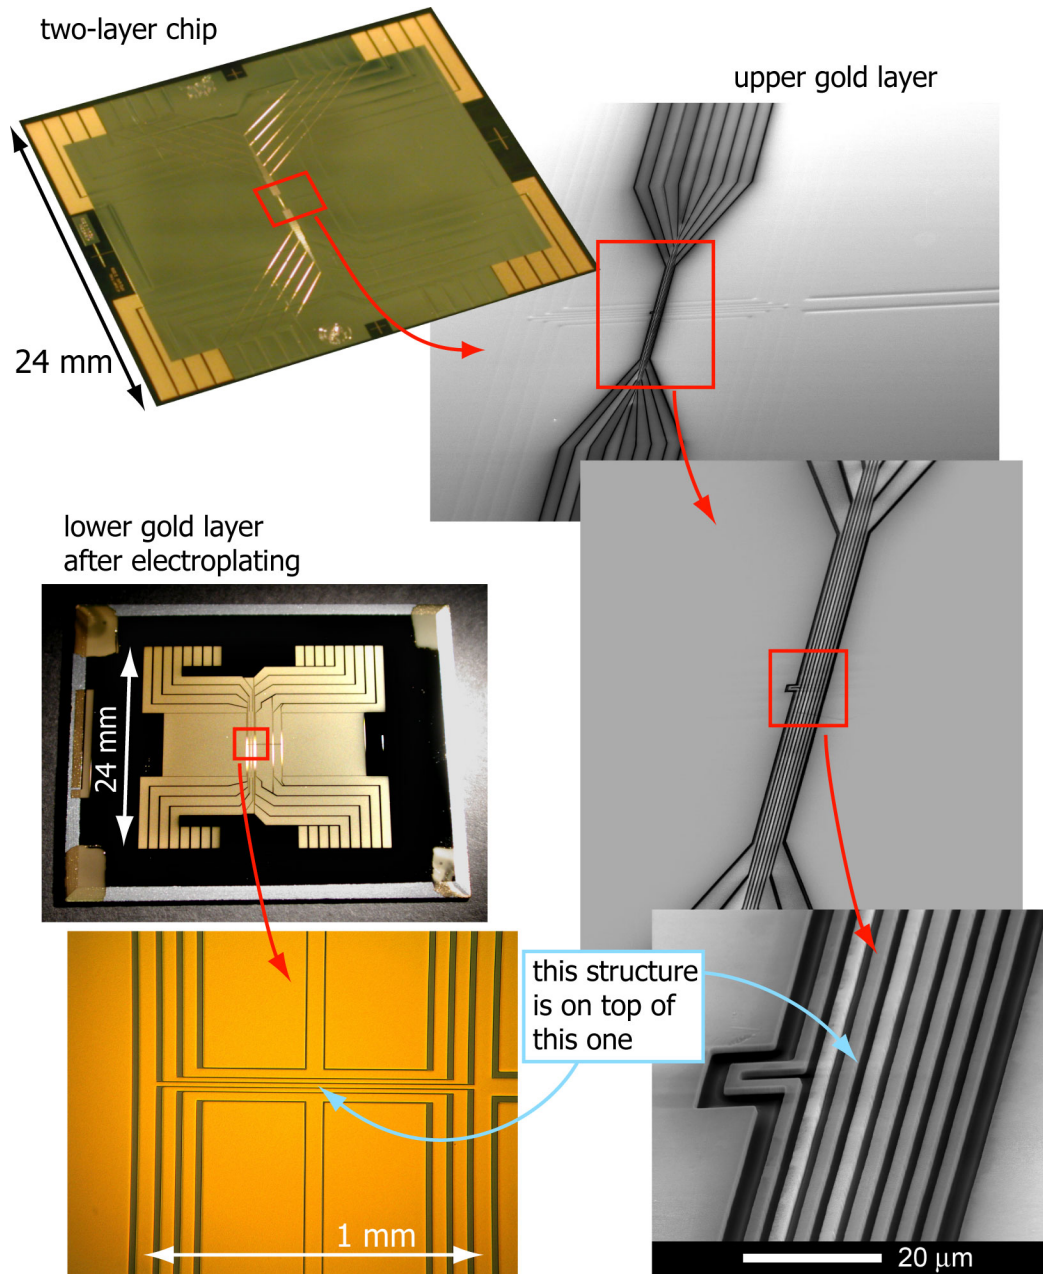 two-layer chip
upper gold layer
24 mm
lower gold layer
after electroplating
24 mm
this structure
is on top of
this one
1 mm
20 μm